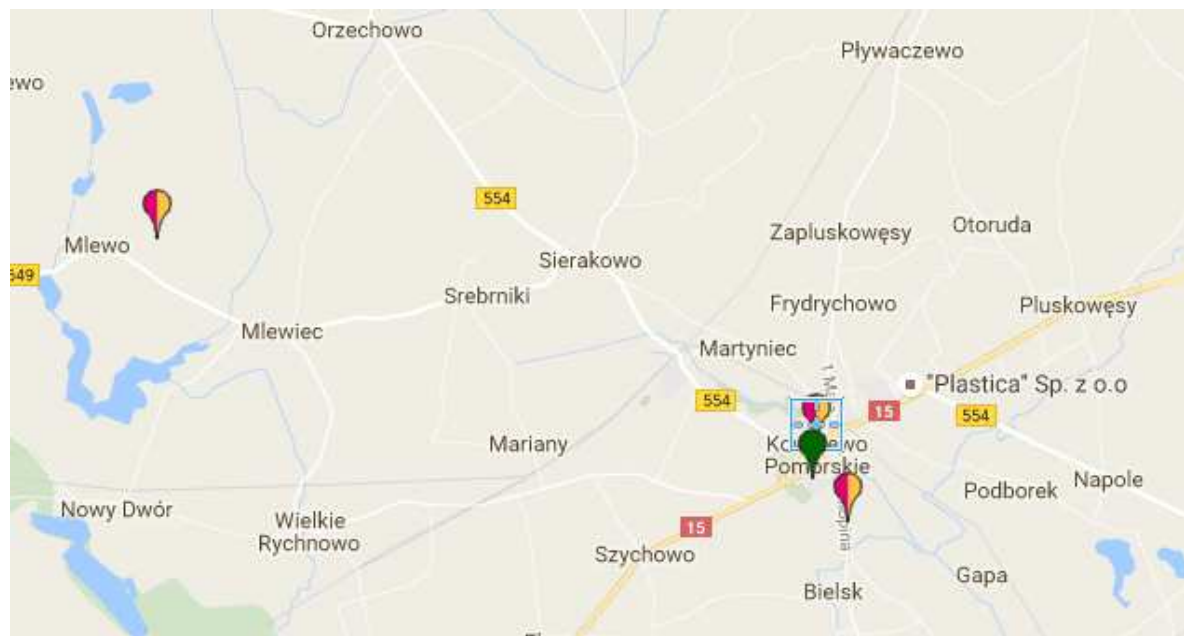 Orzechowo
Pływaczewo
ewo
554
Otoruda
Zapluskowęsy
Mlewo
Sierakowo
549
Srebrniki
Frydrychowo
Pluskowęsy
Mlewiec
Martyniec
"Plastica" Sp. z o.o
554
15
554
Mariany
Pomorskie
Napole
Podborek
Nowy Dwór
Wielkie
Rychnowo
15
Szychowo
Gapa
Bielsk